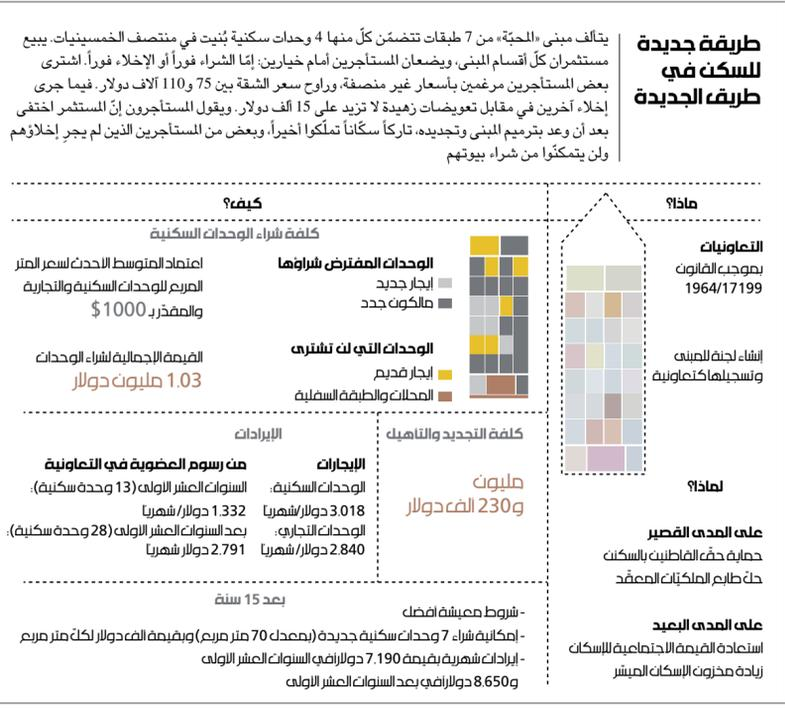 طريقة جديدة
للسكن في
طريق الجديدة
يتألف مبنى «المحبّة» من 7 طبقات تتضمّن كلّ منها 4 وحدات سكنية بُنيت في منتصف الخمسينيات. يبيع
مستثمران كلّ أقسام المبنى، ويضعان المستأجرين أمام خيارين: إمّا الشراء فوراً أو الإخلاء فوراً. اشترى
بعض المستأجرين مرغمين بأسعار غير منصفة، وراوح سعر الشقة بين 75 و110 آلاف دولار. فيما جرى
إخلاء آخرين في مقابل تعويضات زهيدة لا تزيد على 15 ألف دولار. ويقول المستأجرون إنّ المستثمر اختفى
بعد أن وعد بترميم المبنى وتجديده، تاركاً سكّاناً تملّكوا أخيراً، وبعض من المستأجرين الذين لم يجرِ إخلاؤهم
ولن يتمكنّوا من شراء بيوتهم
ماذا؟
التعاونيات
بموجب القانون
1964/17199
إنشاء لجنة للمبنى
وتسجيلها كتعاونية
لماذا؟
على المدى القصير
حماية حقّ القاطنين بالسكن
حلّ طابع الملكيّات المعقّد
على المدى البعيد
استعادة القيمة الاجتماعية للإسكان
زيادة مخزون الإسكان الميسّر
كيف؟
كلفة شراء الوحدات السكنية
الوحدات المفترض شراؤها
إيجار جديد
مالكون جدد
الوحدات التي لن تشترى
إيجار قديم
المحلات والطبقة السفلية
اعتماد المتوسط الأحدث لسعر المتر
المربع للوحدات السكنية والتجارية
والمقدّر بـ 1000$
القيمة الإجمالية لشراء الوحدات
1.03 مليون دولار
كلفة التجديد والتأهيل
مليون
و230 ألف دولار
الإيرادات
الإيجارات
الوحدات السكنية:
3.018 دولار/شهريا
الوحدات التجاري:
2.840 دولار/ شهريا
من رسوم العضوية في التعاونية
السنوات العشر الأولى (13 وحدة سكنية):
1.332 دولار/ شهريا
بعد السنوات العشر الأولى (28 وحدة سكنية):
2.791 دولار شهريا
بعد 15 سنة
- شروط معيشة أفضل
- إمكانية شراء 7 وحدات سكنية جديدة (بمعدل 70 متر مربع) وبقيمة ألف دولار لكلّ متر مربع
- إيرادات شهرية بقيمة 7.190 دولاراً في السنوات العشر الأولى
و8.650 دولاراً في بعد السنوات العشر الأولى